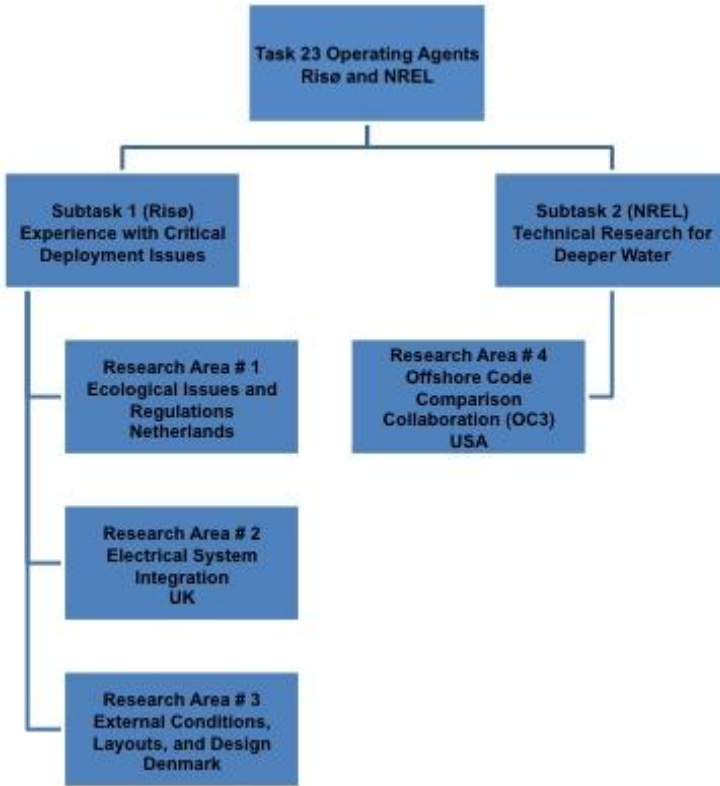 Task 23 Operating Agents
Risø and NREL
Subtask 1 (Risø)
Experience with Critical
Deployment Issues
Subtask 2 (NREL)
Technical Research for
Deeper Water
Research Area # 1
Ecological Issues and
Regulations
Netherlands
Research Area # 4
Offshore Code
Comparison
Collaboration (OC3)
USA
Research Area # 2
Electrical System
Integration
UK
Research Area # 3
External Conditions,
Layouts, and Design
Denmark